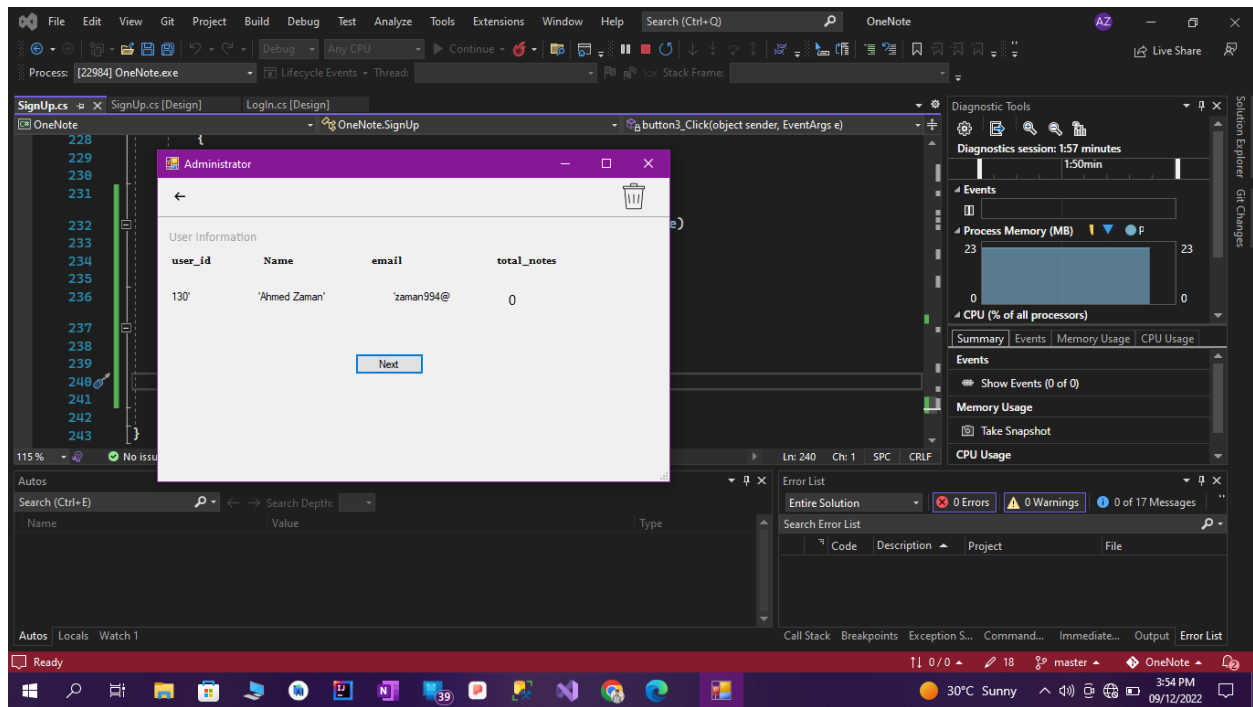 File Edit View Git Project Build Debug Test Analyze Tools Extensions Window Help Search (Ctrl+Q) OneNote AZ
Debug Any CPU Continue Live Share
Process: [22984] OneNote.exe Lifecycle Events Thread: Stack Frame:
SignUp.cs SignUp.cs [Design] LogIn.cs [Design]
OneNote OneNote.SignUp button3_Click(object sender, EventArgs e)
228 {
229
230
231
232 e)
233
234
235
236
237
238
239
240
241
242
243 }
Administrator
User Information
user_id Name email total_notes
130' 'Ahmed Zaman' 'zaman994@ 0
Next
115 % No issu Ln: 240 Ch: 1 SPC CRLF
Diagnostic Tools
Diagnostics session: 1:57 minutes
1:50min
Events
Process Memory (MB) P
23 23
0 0
CPU (% of all processors)
Summary Events Memory Usage CPU Usage
Events
Show Events (0 of 0)
Memory Usage
Take Snapshot
CPU Usage
Solution Explorer
Git Changes
Autos
Search (Ctrl+E) Search Depth:
Name Value Type
Autos Locals Watch 1
Error List
Entire Solution 0 Errors 0 Warnings 0 of 17 Messages
Search Error List
Code Description Project File
Call Stack Breakpoints Exception S... Command... Immediate... Output Error List
Ready 0 / 0 18 master OneNote 2
39 30°C Sunny 3:54 PM
09/12/2022